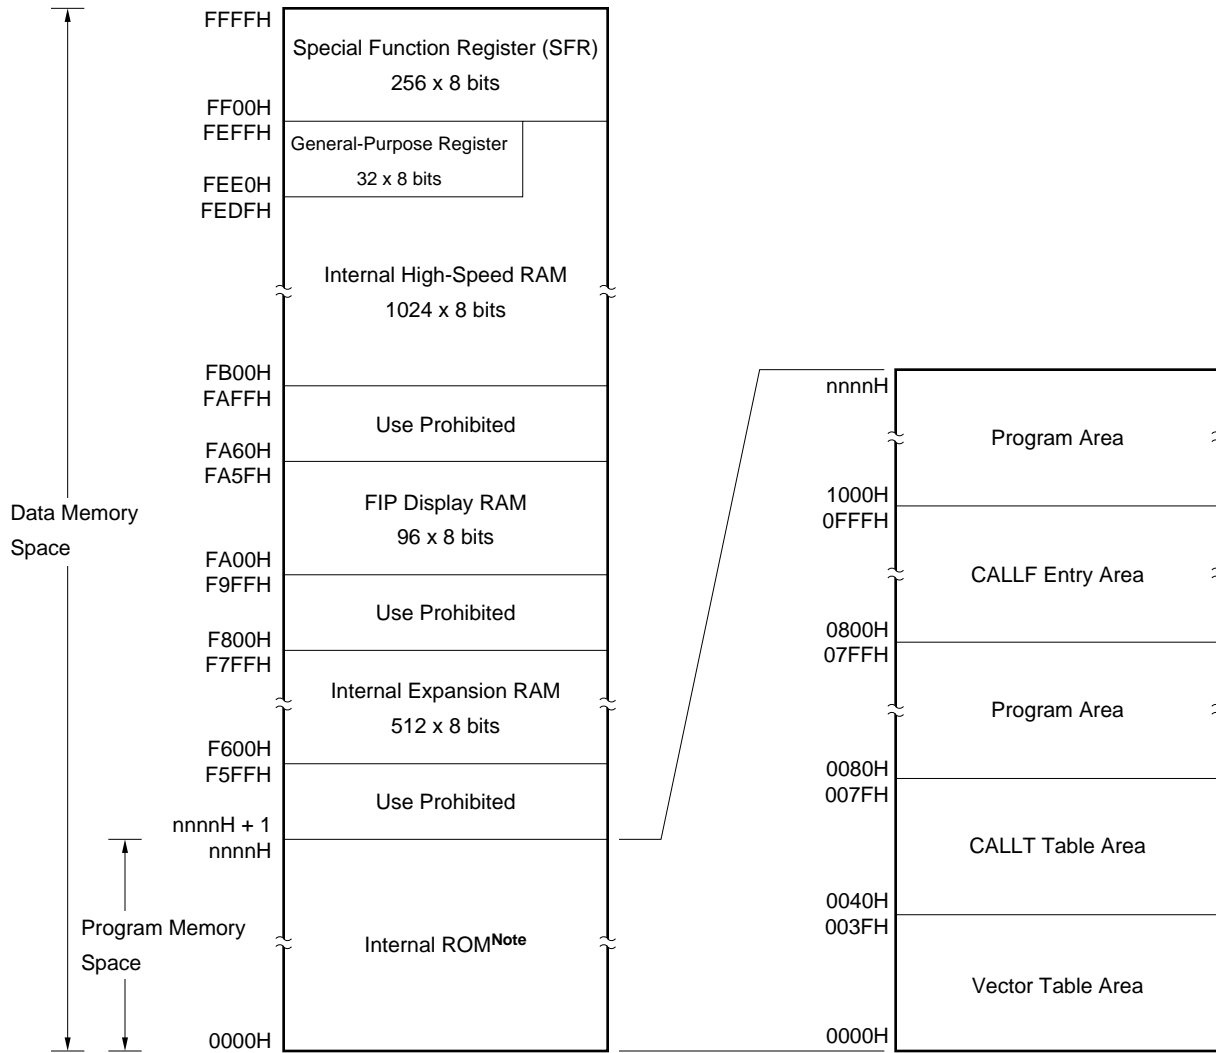 FFFFH
Special Function Register (SFR)
256 x 8 bits
FF00H
FEFFH
General-Purpose Register
32 x 8 bits
FEE0H
FEDFH
Internal High-Speed RAM
1024 x 8 bits
FB00H
FAFFH
Use Prohibited
FA60H
FA5FH
FIP Display RAM
96 x 8 bits
Data Memory
Space
FA00H
F9FFH
Use Prohibited
F800H
F7FFH
Internal Expansion RAM
512 x 8 bits
F600H
F5FFH
Use Prohibited
nnnnH + 1
nnnnH
Program Memory
Space
Internal ROMNote
0000H
nnnnH
Program Area
1000H
0FFFH
CALLF Entry Area
0800H
07FFH
Program Area
0080H
007FH
CALLT Table Area
0040H
003FH
Vector Table Area
0000H